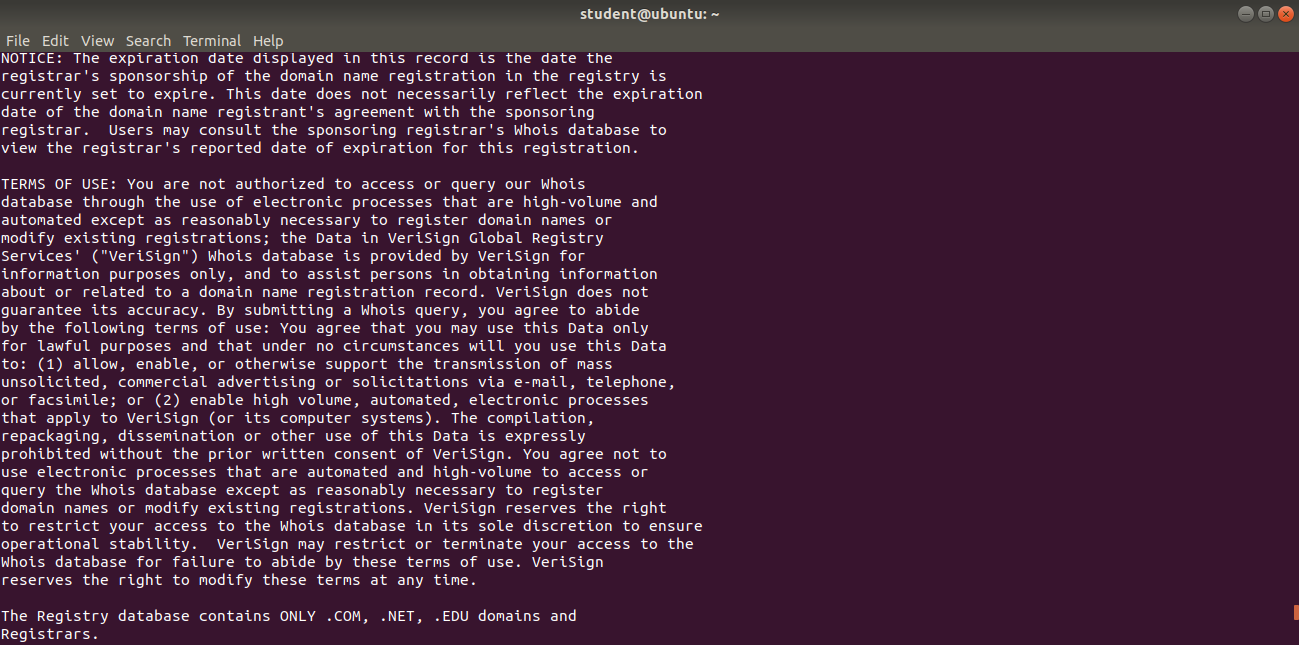 student@ubuntu: ~
File Edit View Search Terminal Help
NOTICE: The expiration date displayed in this record is the date the
registrar's sponsorship of the domain name registration in the registry is
currently set to expire. This date does not necessarily reflect the expiration
date of the domain name registrant's agreement with the sponsoring
registrar.  Users may consult the sponsoring registrar's Whois database to
view the registrar's reported date of expiration for this registration.

TERMS OF USE: You are not authorized to access or query our Whois
database through the use of electronic processes that are high-volume and
automated except as reasonably necessary to register domain names or
modify existing registrations; the Data in VeriSign Global Registry
Services' ("VeriSign") Whois database is provided by VeriSign for
information purposes only, and to assist persons in obtaining information
about or related to a domain name registration record. VeriSign does not
guarantee its accuracy. By submitting a Whois query, you agree to abide
by the following terms of use: You agree that you may use this Data only
for lawful purposes and that under no circumstances will you use this Data
to: (1) allow, enable, or otherwise support the transmission of mass
unsolicited, commercial advertising or solicitations via e-mail, telephone,
or facsimile; or (2) enable high volume, automated, electronic processes
that apply to VeriSign (or its computer systems). The compilation,
repackaging, dissemination or other use of this Data is expressly
prohibited without the prior written consent of VeriSign. You agree not to
use electronic processes that are automated and high-volume to access or
query the Whois database except as reasonably necessary to register
domain names or modify existing registrations. VeriSign reserves the right
to restrict your access to the Whois database in its sole discretion to ensure
operational stability.  VeriSign may restrict or terminate your access to the
Whois database for failure to abide by these terms of use. VeriSign
reserves the right to modify these terms at any time.

The Registry database contains ONLY .COM, .NET, .EDU domains and
Registrars.